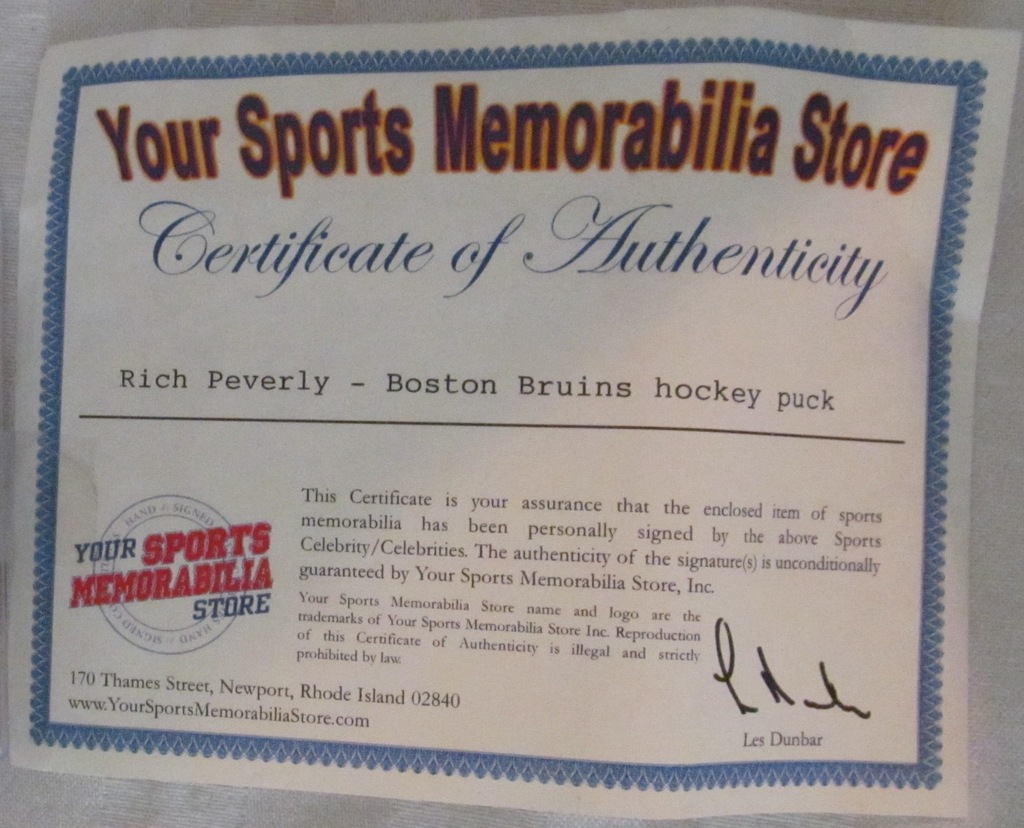 Your Sports Memorabilia Store
Certificate of Authenticity
Rich Peverly - Boston Bruins hockey puck
This Certificate is your assurance that the enclosed item of sports
memorabilia has been personally signed by the above Sports
Celebrity/Celebrities. The authenticity of the signature(s) is unconditionally
guaranteed by Your Sports Memorabilia Store, Inc.
HAND SIGNED
YOUR SPORTS
MEMORABILIA
STORE
HAND SIGNED
Your Sports Memorabilia Store name and logo are the
trademarks of Your Sports Memorabilia Store Inc. Reproduction
of this Certificate of Authenticity is illegal and strictly
prohibited by law.
170 Thames Street, Newport, Rhode Island 02840
www.YourSportsMemorabiliaStore.com
Les Dunbar